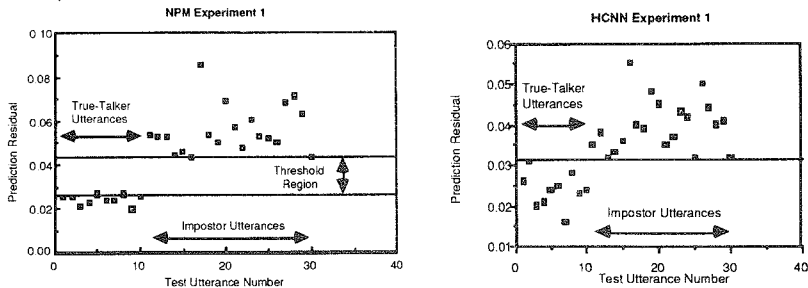 NPM Experiment 1
0.10
0.08
0.06
0.04
0.02
0.00
Prediction Residual
True-Talker
Utterances
Threshold
Region
Impostor Utterances
0
10
20
30
40
Test Utterance Number
HCNN Experiment 1
0.06
0.05
0.04
0.03
0.02
0.01
Prediction Residual
True-Talker
Utterances
Impostor Utterances
0
10
20
30
40
Test Utterance Number